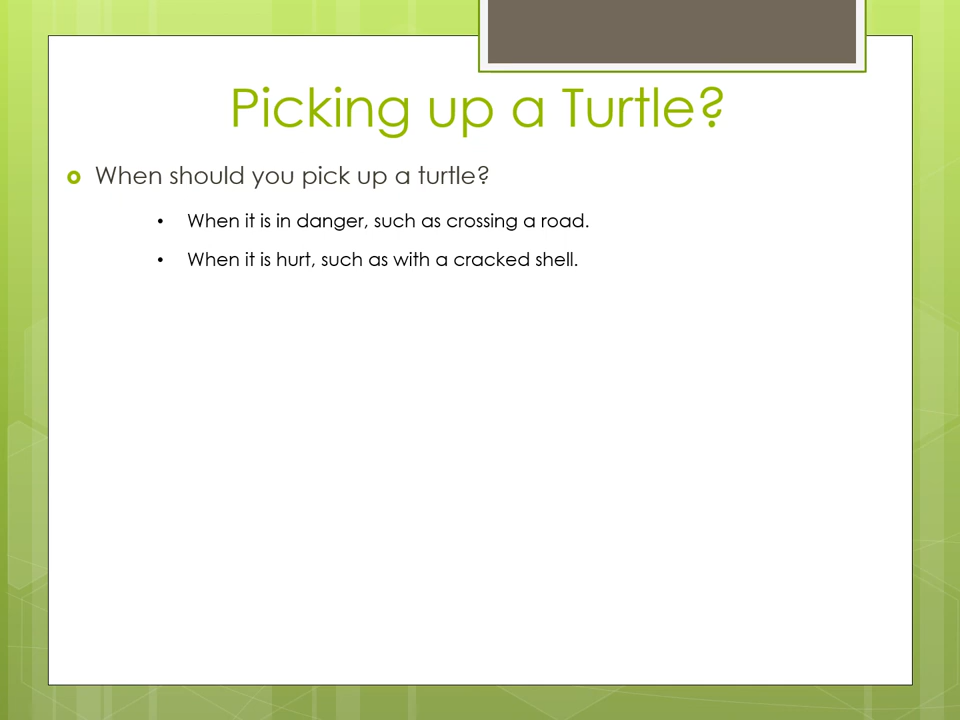 Picking up a Turtle?
When should you pick up a turtle?
• When it is in danger, such as crossing a road.
• When it is hurt, such as with a cracked shell.